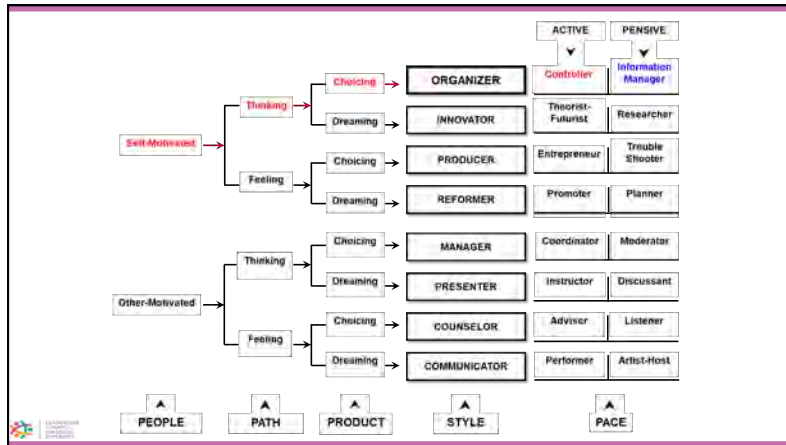 ACTIVE PENSIVE
Choicing ORGANIZER Controller Information
Manager
Thinking
Dreaming INNOVATOR Theorist-
Futurist Researcher
Self-Motivated
Choicing PRODUCER Entrepreneur Trouble
Shooter
Feeling
Dreaming REFORMER Promoter Planner
Choicing MANAGER Coordinator Moderator
Thinking
Dreaming PRESENTER Instructor Discussant
Other-Motivated
Choicing COUNSELOR Advisor Listener
Feeling
Dreaming COMMUNICATOR Performer Artist-Host
PEOPLE PATH PRODUCT STYLE PACE